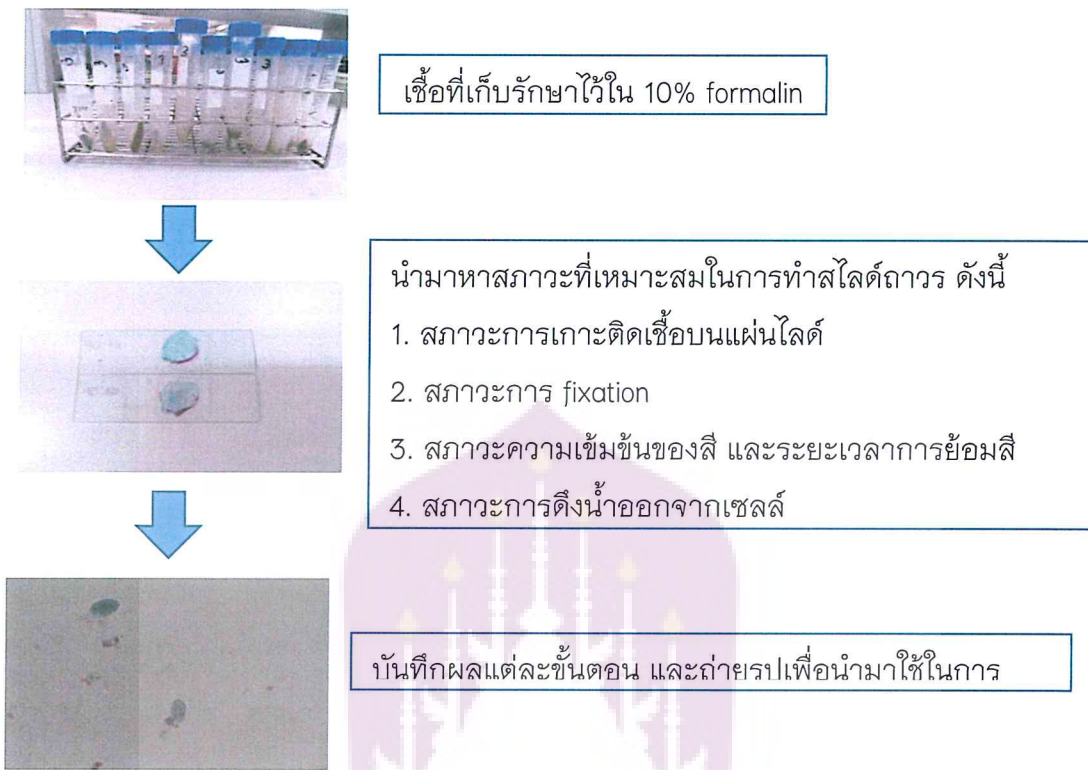 เชื้อที่เก็บรักษาไว้ใน 10% formalin
นำมาหาสภาวะที่เหมาะสมในการทำสไลด์ถาวร ดังนี้
1. สภาวะการเกาะติดเชื้อบนแผ่นไลด์
2. สภาวะการ fixation
3. สภาวะความเข้มข้นของสี และระยะเวลาการย้อมสี
4. สภาวะการดึงน้ำออกจากเซลล์
บันทึกผลแต่ละขั้นตอน และถ่ายรปเพื่อนำมาใช้ในการ